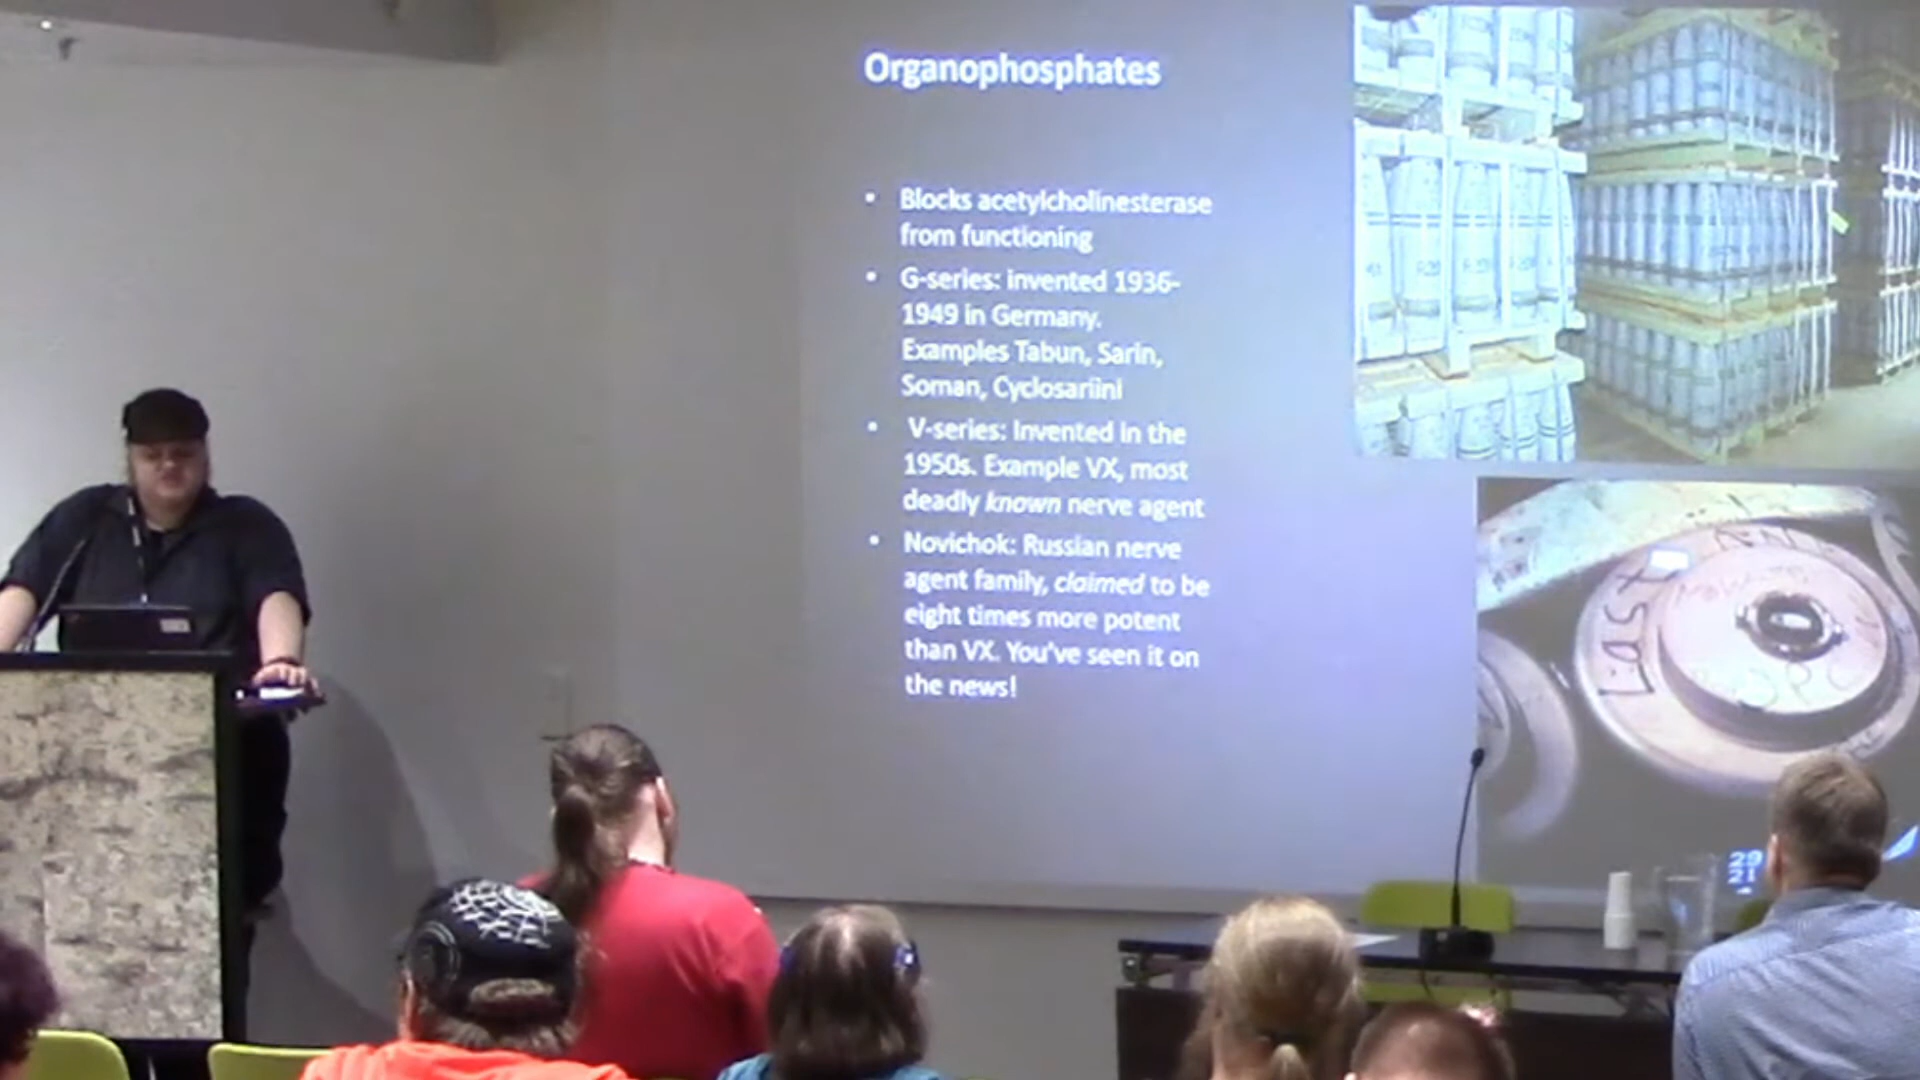 Organophosphates
• Blocks acetylcholinesterase
from functioning
• G-series: invented 1936-
1949 in Germany.
Examples Tabun, Sarin,
Soman, Cyclosariini
• V-series: Invented in the
1950s. Example VX, most
deadly known nerve agent
• Novichok: Russian nerve
agent family, claimed to be
eight times more potent
than VX. You've seen it on
the news!
LAST